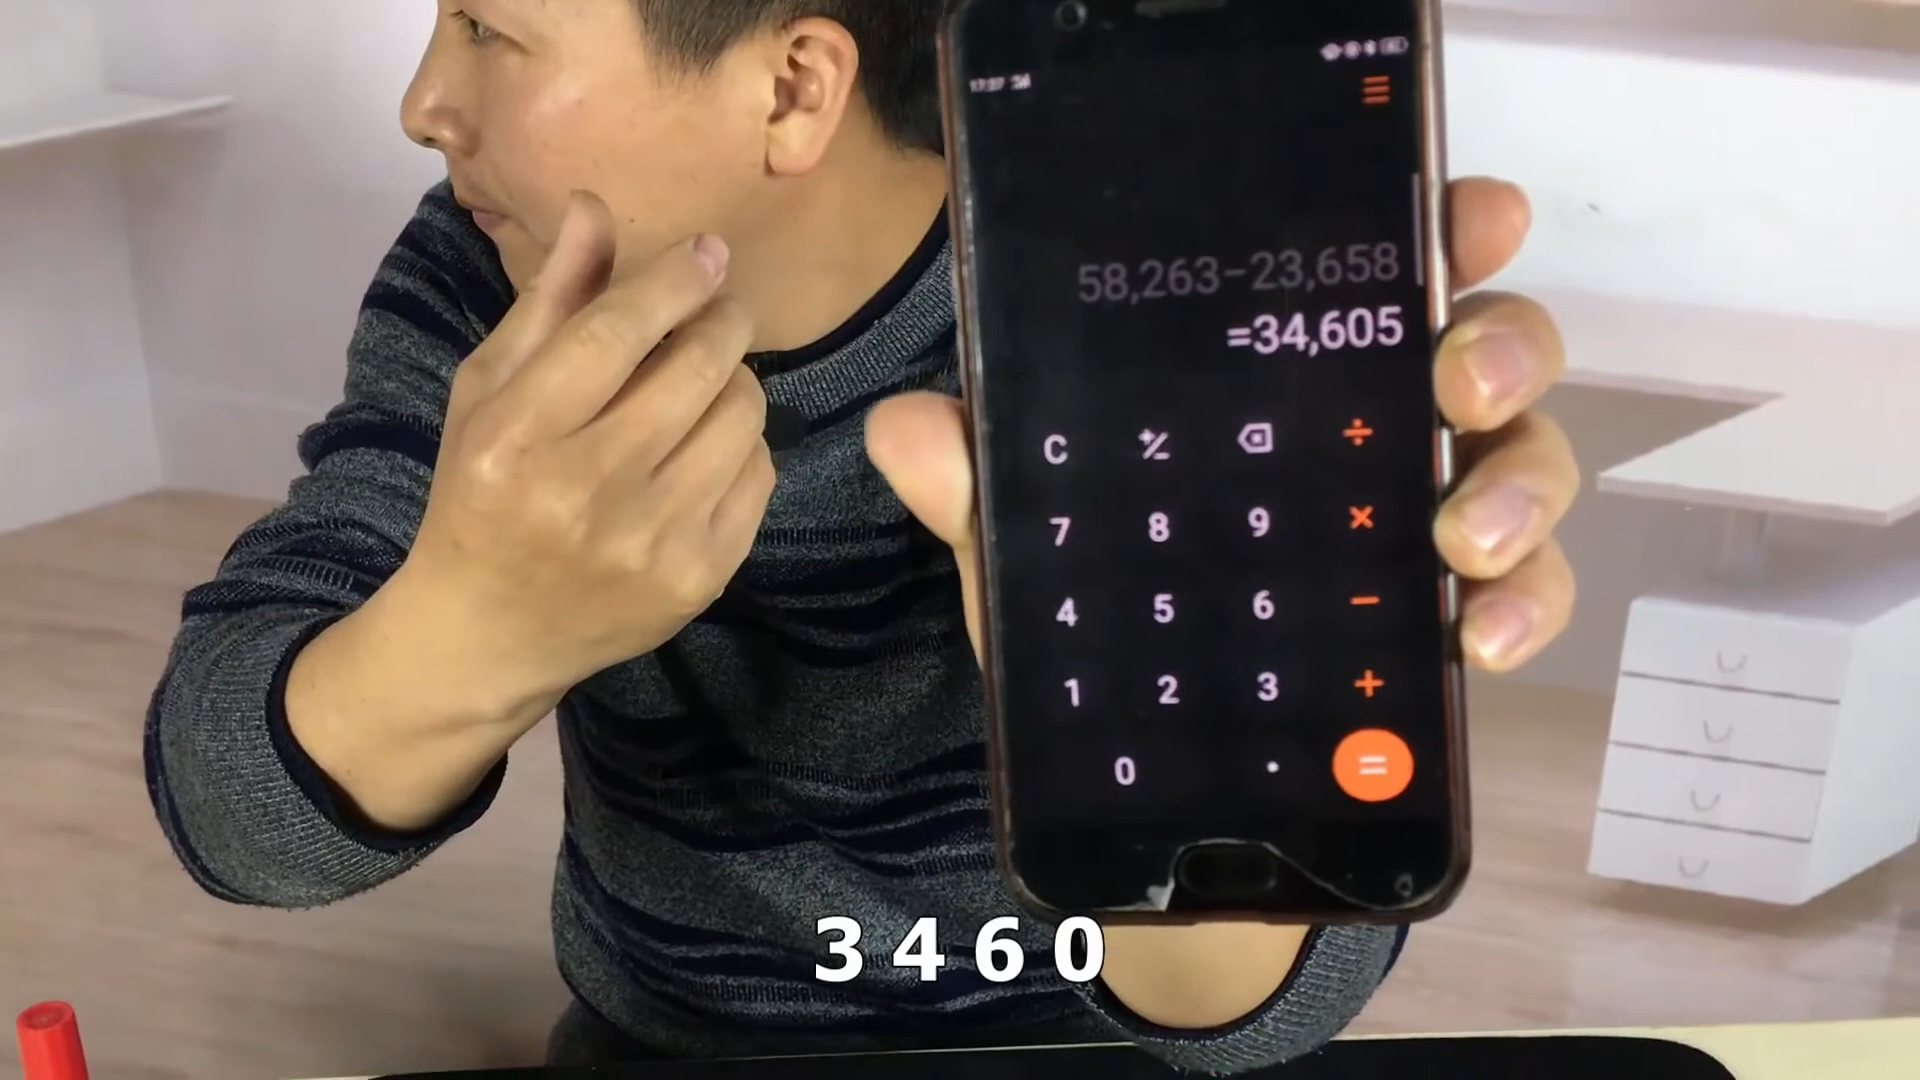 58,263−23,658
=34,605
C +⁄− ÷
7 8 9 ×
4 5 6 −
1 2 3 +
0 . =
3 4 6 0